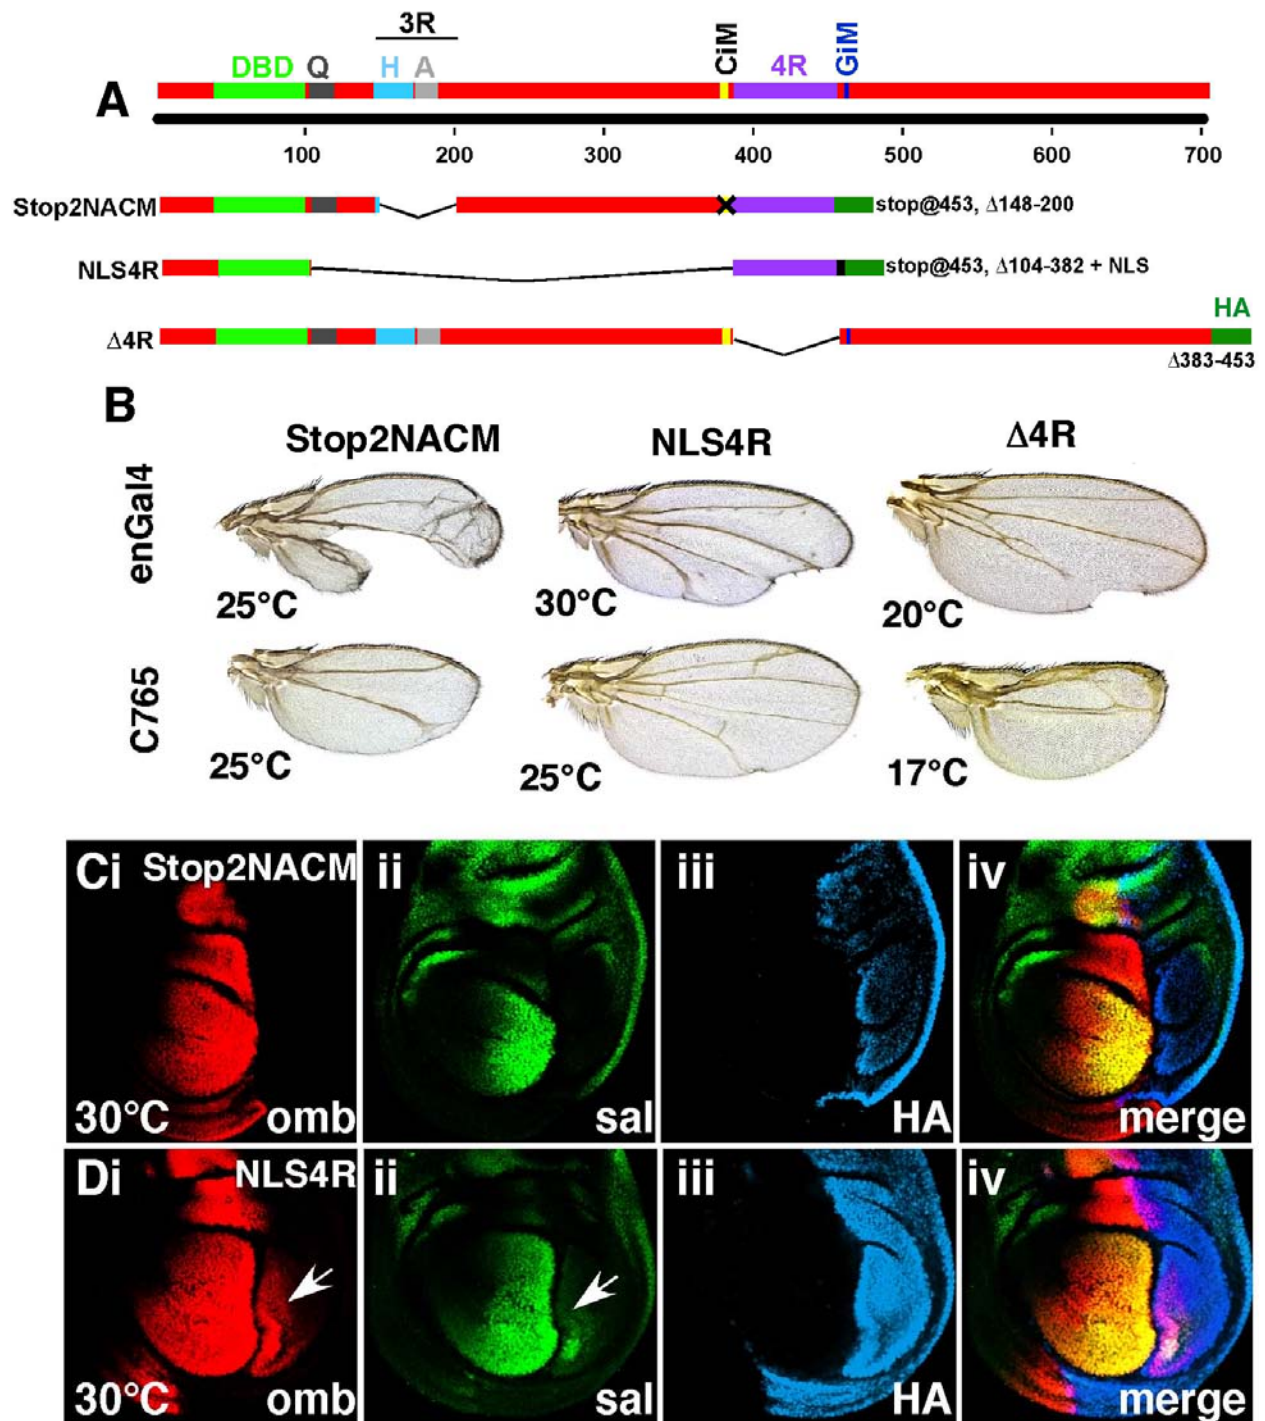 3R
DBD Q H A CiM 4R GiM
A
100 200 300 400 500 600 700
Stop2NACM stop@453, Δ148-200
NLS4R stop@453, Δ104-382 + NLS
HA
Δ4R
Δ383-453
B
Stop2NACM NLS4R Δ4R
enGal4
25°C 30°C 20°C
C765
25°C 25°C 17°C
Ci Stop2NACM ii iii iv
30°C omb sal HA merge
Di NLS4R ii iii iv
30°C omb sal HA merge